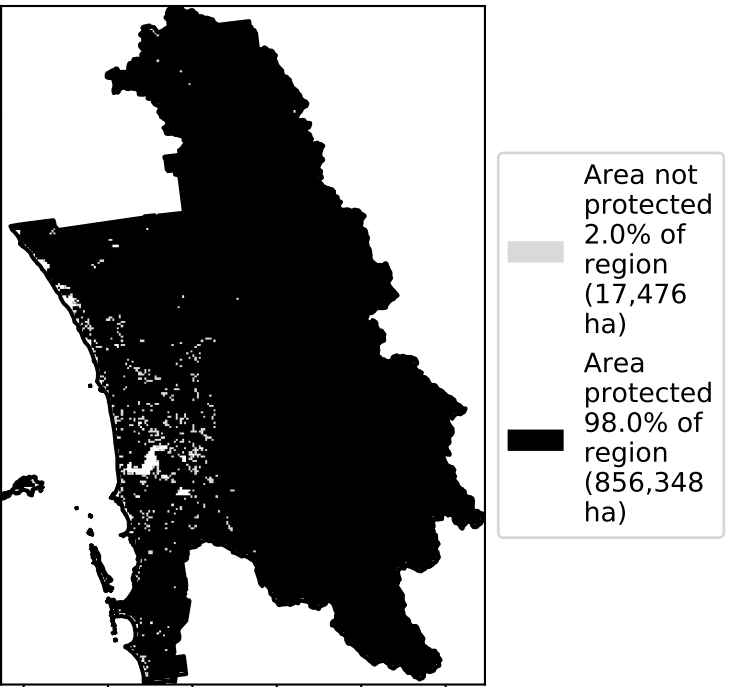 Area not
protected
2.0% of
region
(17,476
ha)
Area
protected
98.0% of
region
(856,348
ha)